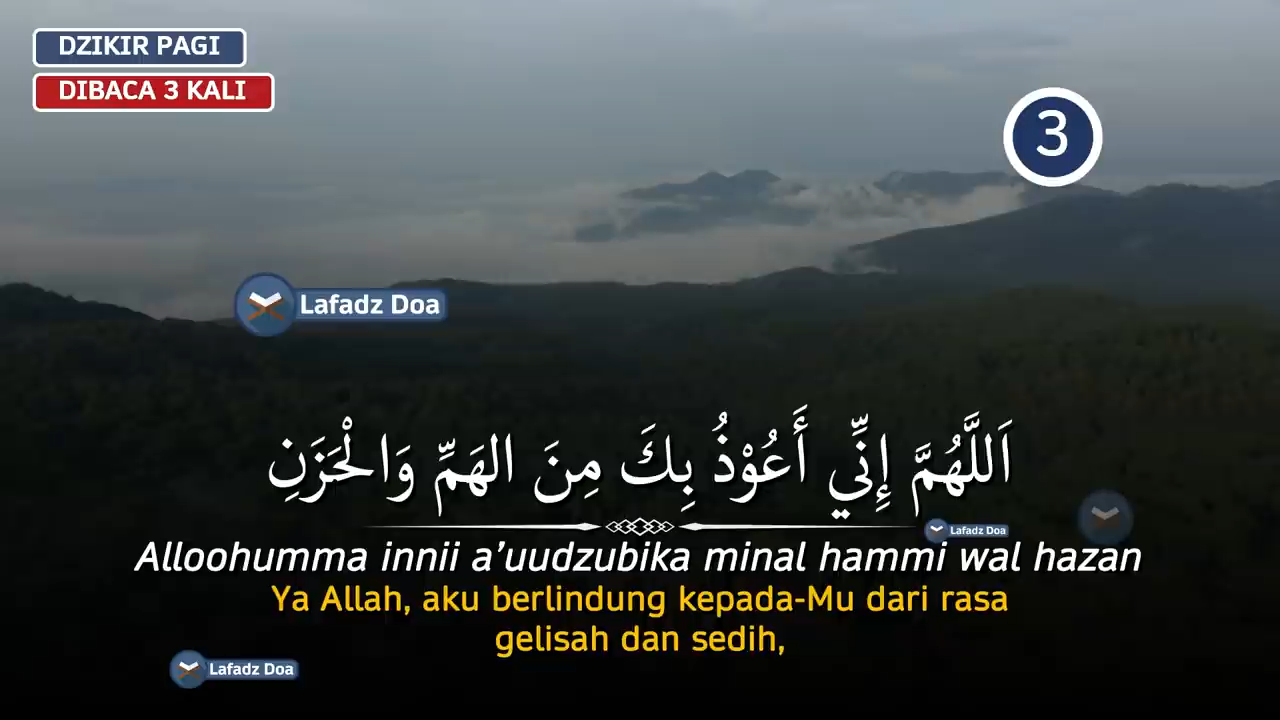 DZIKIR PAGI
DIBACA 3 KALI
3
Lafadz Doa
اَللَّهُمَّ إِنِّي أَعُوْذُ بِكَ مِنَ الهَمِّ وَالْحَزَنِ
Lafadz Doa
Alloohumma innii a’uudzubika minal hammi wal hazan
Ya Allah, aku berlindung kepada-Mu dari rasa
gelisah dan sedih,
Lafadz Doa